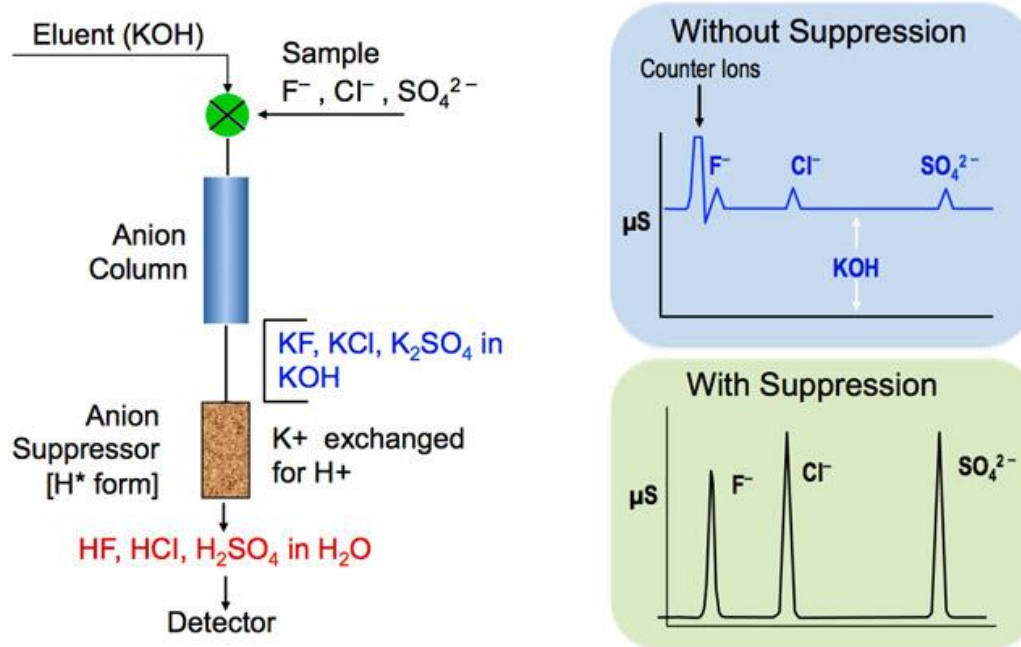 Eluent (KOH)
Sample
F⁻ , Cl⁻, SO₄²⁻
Anion
Column
KF, KCl, K₂SO₄ in
KOH
Anion
Suppressor
[H* form]
K+ exchanged
for H+
HF, HCl, H₂SO₄ in H₂O
Detector
Without Suppression
Counter Ions
F⁻
Cl⁻
SO₄²⁻
µS
KOH
With Suppression
F⁻
Cl⁻
SO₄²⁻
µS